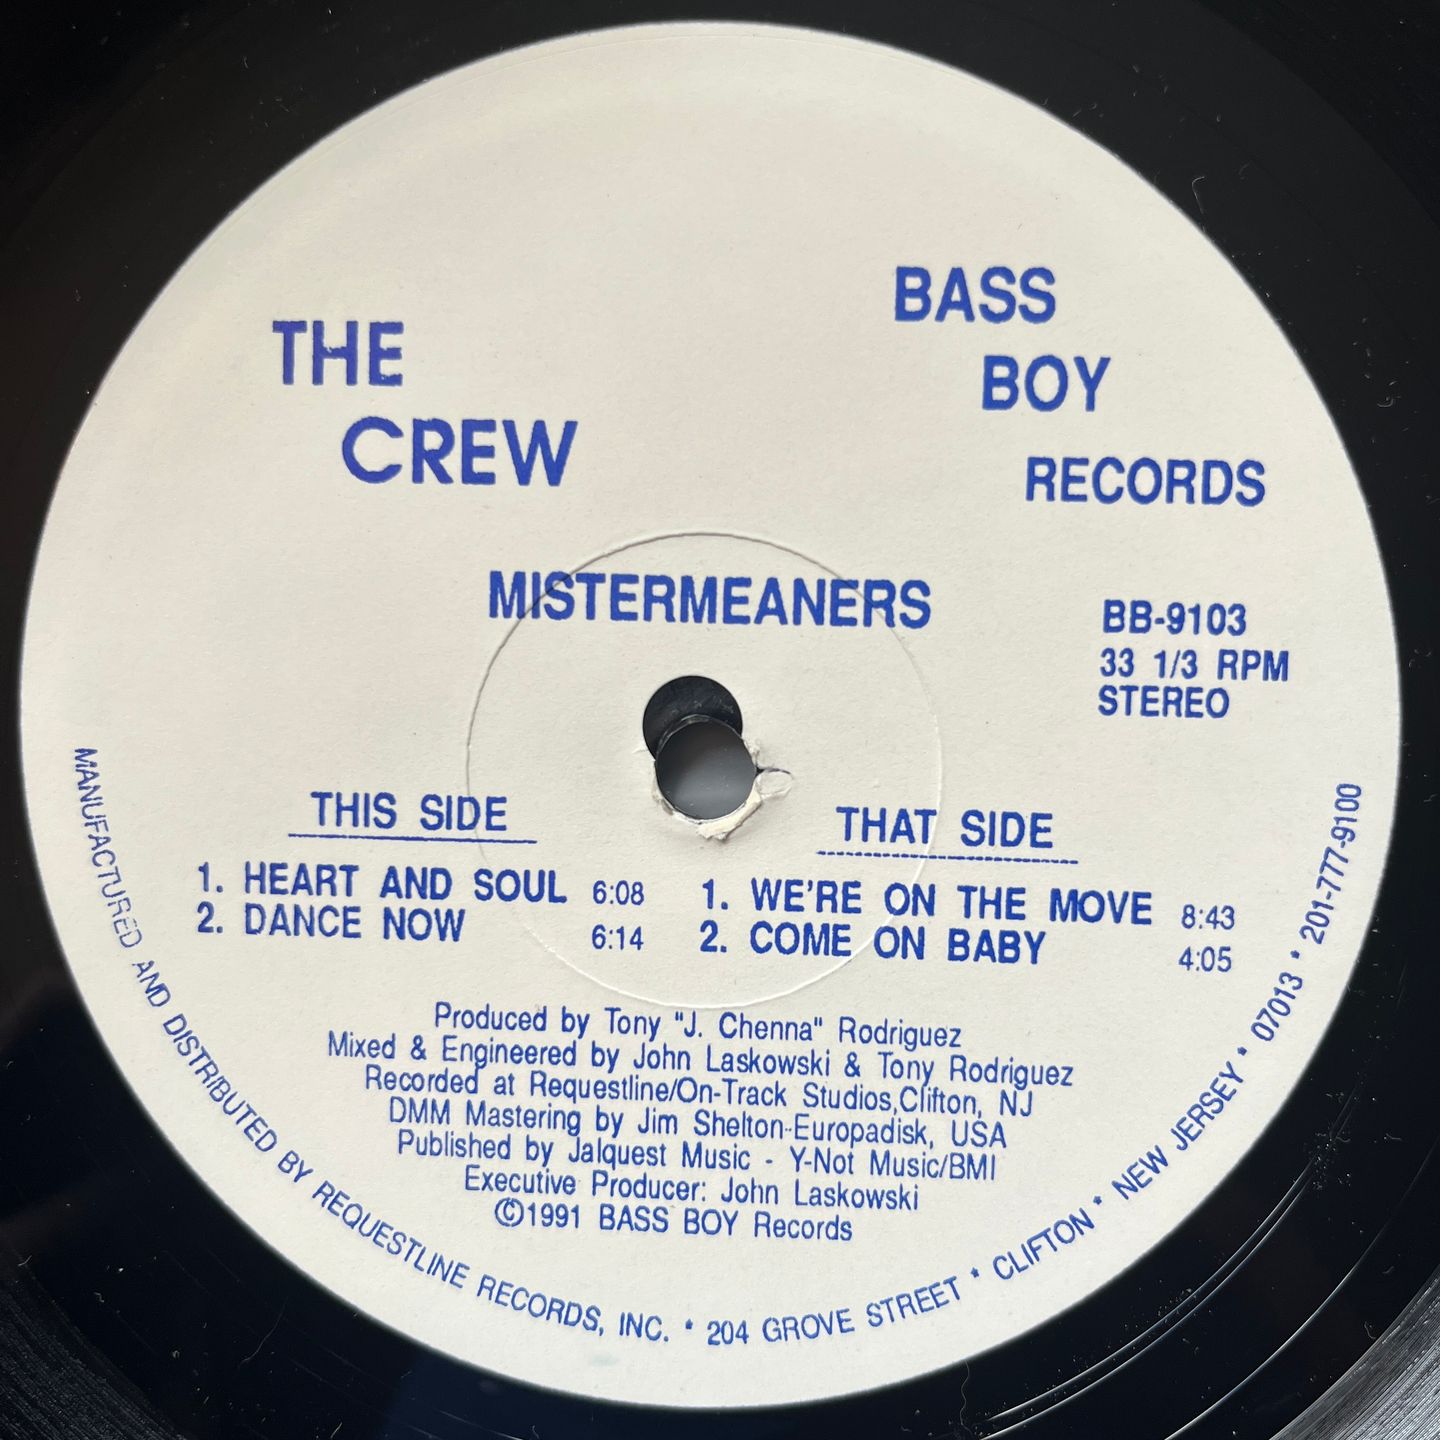 THE
CREW
BASS
BOY
RECORDS
MISTERMEANERS
BB-9103
33 1/3 RPM
STEREO
THIS SIDE
1. HEART AND SOUL 6:08
2. DANCE NOW 6:14
THAT SIDE
1. WE'RE ON THE MOVE 8:43
2. COME ON BABY 4:05
Produced by Tony "J. Chenna" Rodriguez
Mixed & Engineered by John Laskowski & Tony Rodriguez
Recorded at Requestline/On-Track Studios,Clifton, NJ
DMM Mastering by Jim Shelton-Europadisk, USA
Published by Jalquest Music - Y-Not Music/BMI
Executive Producer: John Laskowski
©1991 BASS BOY Records
MANUFACTURED AND DISTRIBUTED BY REQUESTLINE RECORDS, INC. * 204 GROVE STREET * CLIFTON * NEW JERSEY * 07013 * 201-777-9100